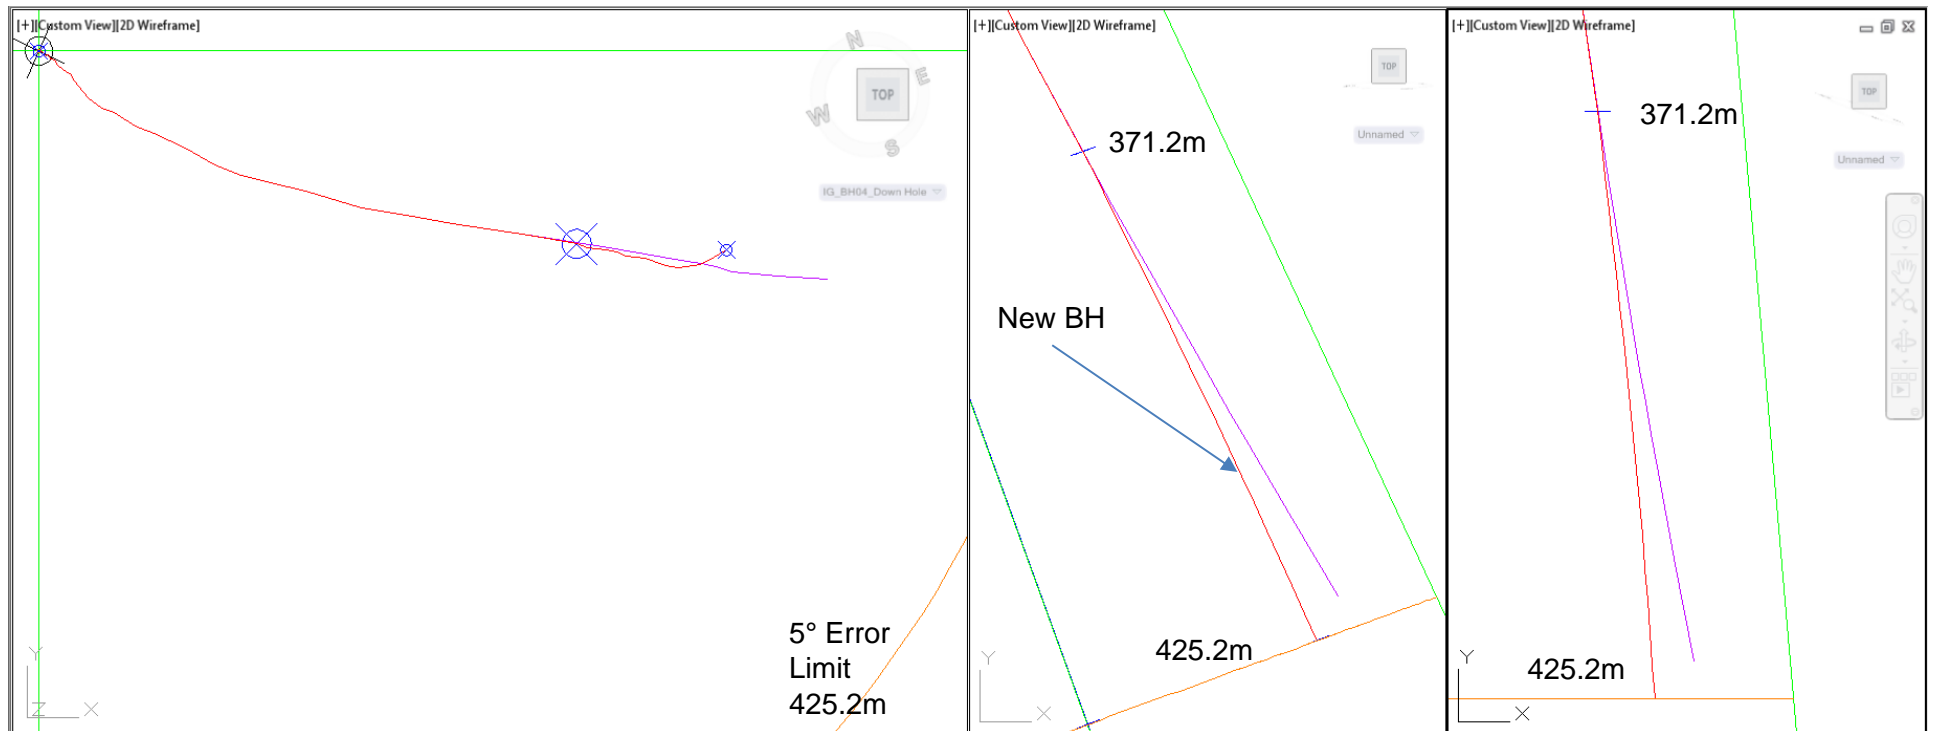 [+][Custom View][2D Wireframe]
N
E
TOP
W
S
IG_BH04_Down Hole
5° Error
Limit
425.2m
Y
Z
X
[+][Custom View][2D Wireframe]
TOP
371.2m
Unnamed
New BH
425.2m
Y
X
[+][Custom View][2D Wireframe]
TOP
371.2m
Unnamed
425.2m
Y
X